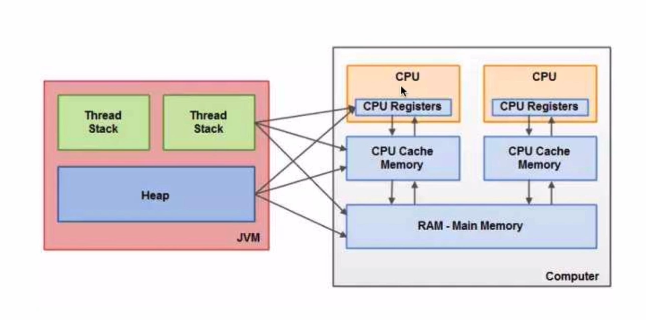 Thread
Stack
Thread
Stack
Heap
JVM
CPU
CPU Registers
CPU Cache
Memory
CPU
CPU Registers
CPU Cache
Memory
RAM - Main Memory
Computer